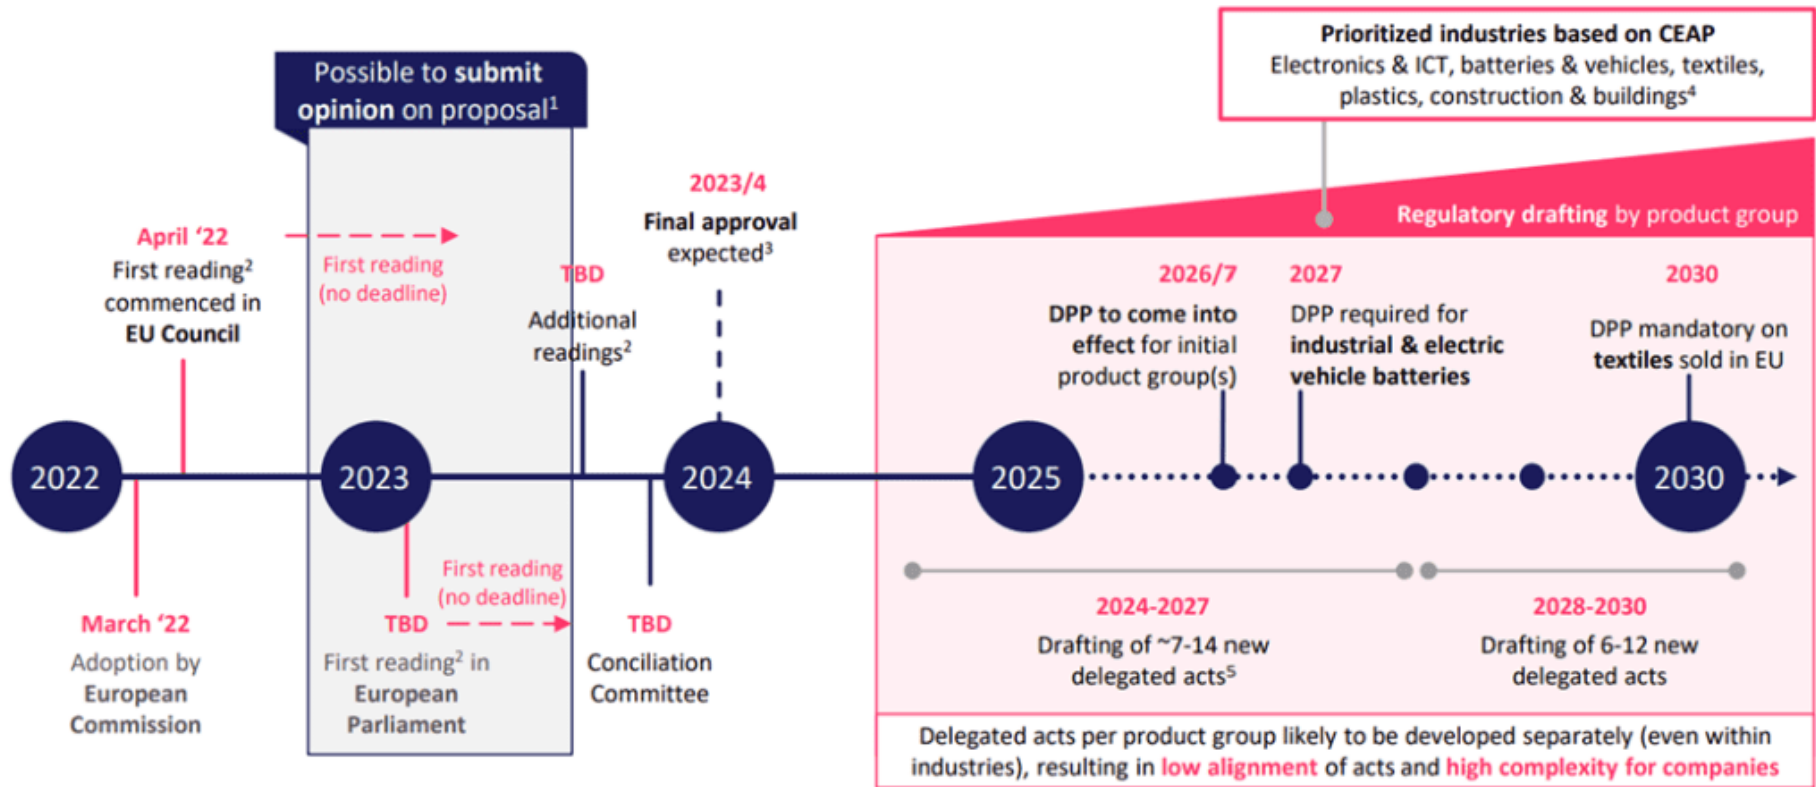 Prioritized industries based on CEAP
Electronics & ICT, batteries & vehicles, textiles,
plastics, construction & buildings⁴
Possible to submit
opinion on proposal¹
2023/4
Final approval
expected³
Regulatory drafting by product group
April ‘22
First reading²
commenced in
EU Council
First reading
(no deadline)
TBD
Additional
readings²
2026/7
DPP to come into
effect for initial
product group(s)
2027
DPP required for
industrial & electric
vehicle batteries
2030
DPP mandatory on
textiles sold in EU
2022
2023
2024
2025
2030
March ‘22
Adoption by
European
Commission
TBD
First reading² in
European
Parliament
First reading
(no deadline)
TBD
Conciliation
Committee
2024-2027
Drafting of ~7-14 new
delegated acts⁵
2028-2030
Drafting of 6-12 new
delegated acts
Delegated acts per product group likely to be developed separately (even within
industries), resulting in low alignment of acts and high complexity for companies